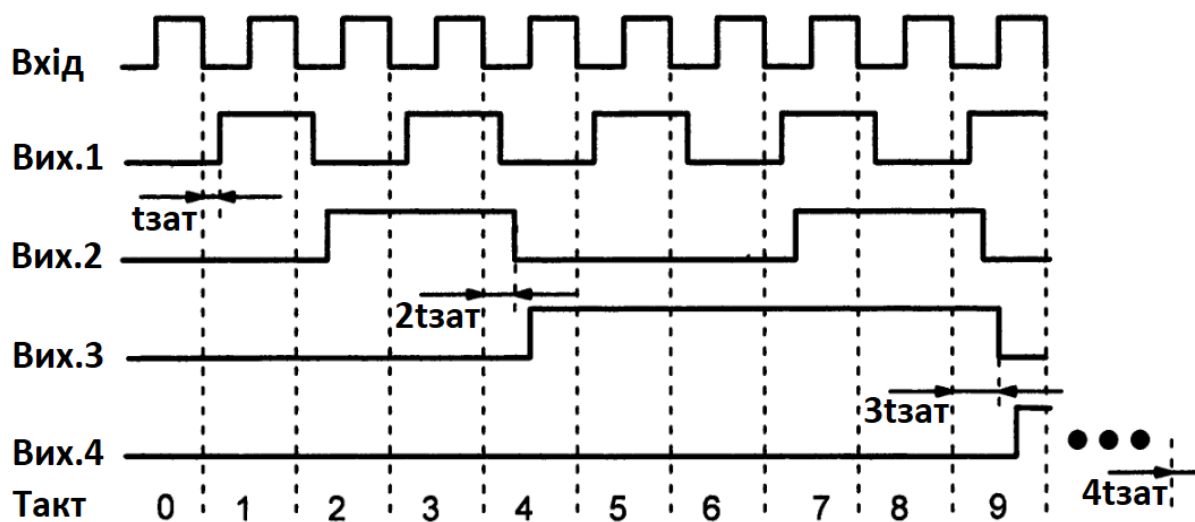 Вхід
Вих.1
tзат
Вих.2
2tзат
Вих.3
3tзат
Вих.4
4tзат
Такт 0 1 2 3 4 5 6 7 8 9